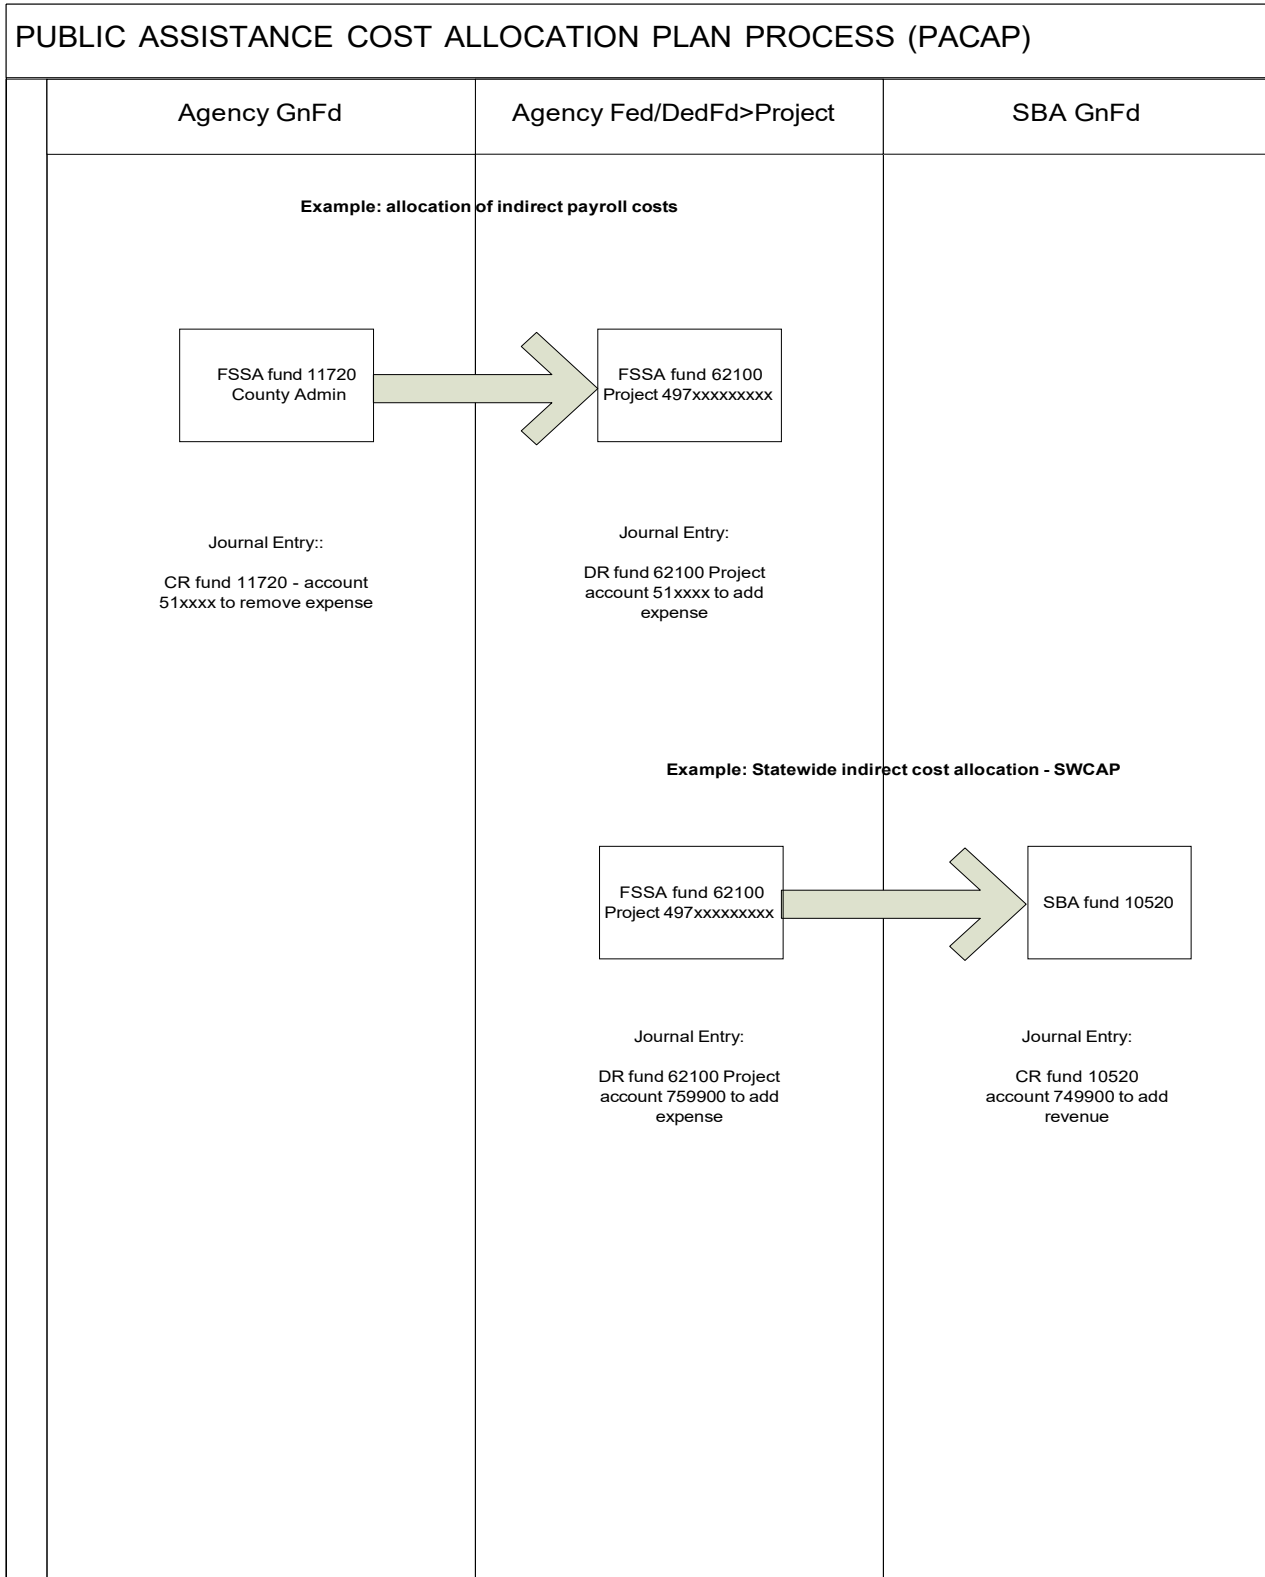 PUBLIC ASSISTANCE COST ALLOCATION PLAN PROCESS (PACAP)
Agency GnFd
Agency Fed/DedFd>Project
SBA GnFd
Example: allocation of indirect payroll costs
FSSA fund 11720
County Admin
FSSA fund 62100
Project 497xxxxxxxxx
Journal Entry::
CR fund 11720 - account
51xxxx to remove expense
Journal Entry:
DR fund 62100 Project
account 51xxxx to add
expense
Example: Statewide indirect cost allocation - SWCAP
FSSA fund 62100
Project 497xxxxxxxxx
SBA fund 10520
Journal Entry:
DR fund 62100 Project
account 759900 to add
expense
Journal Entry:
CR fund 10520
account 749900 to add
revenue